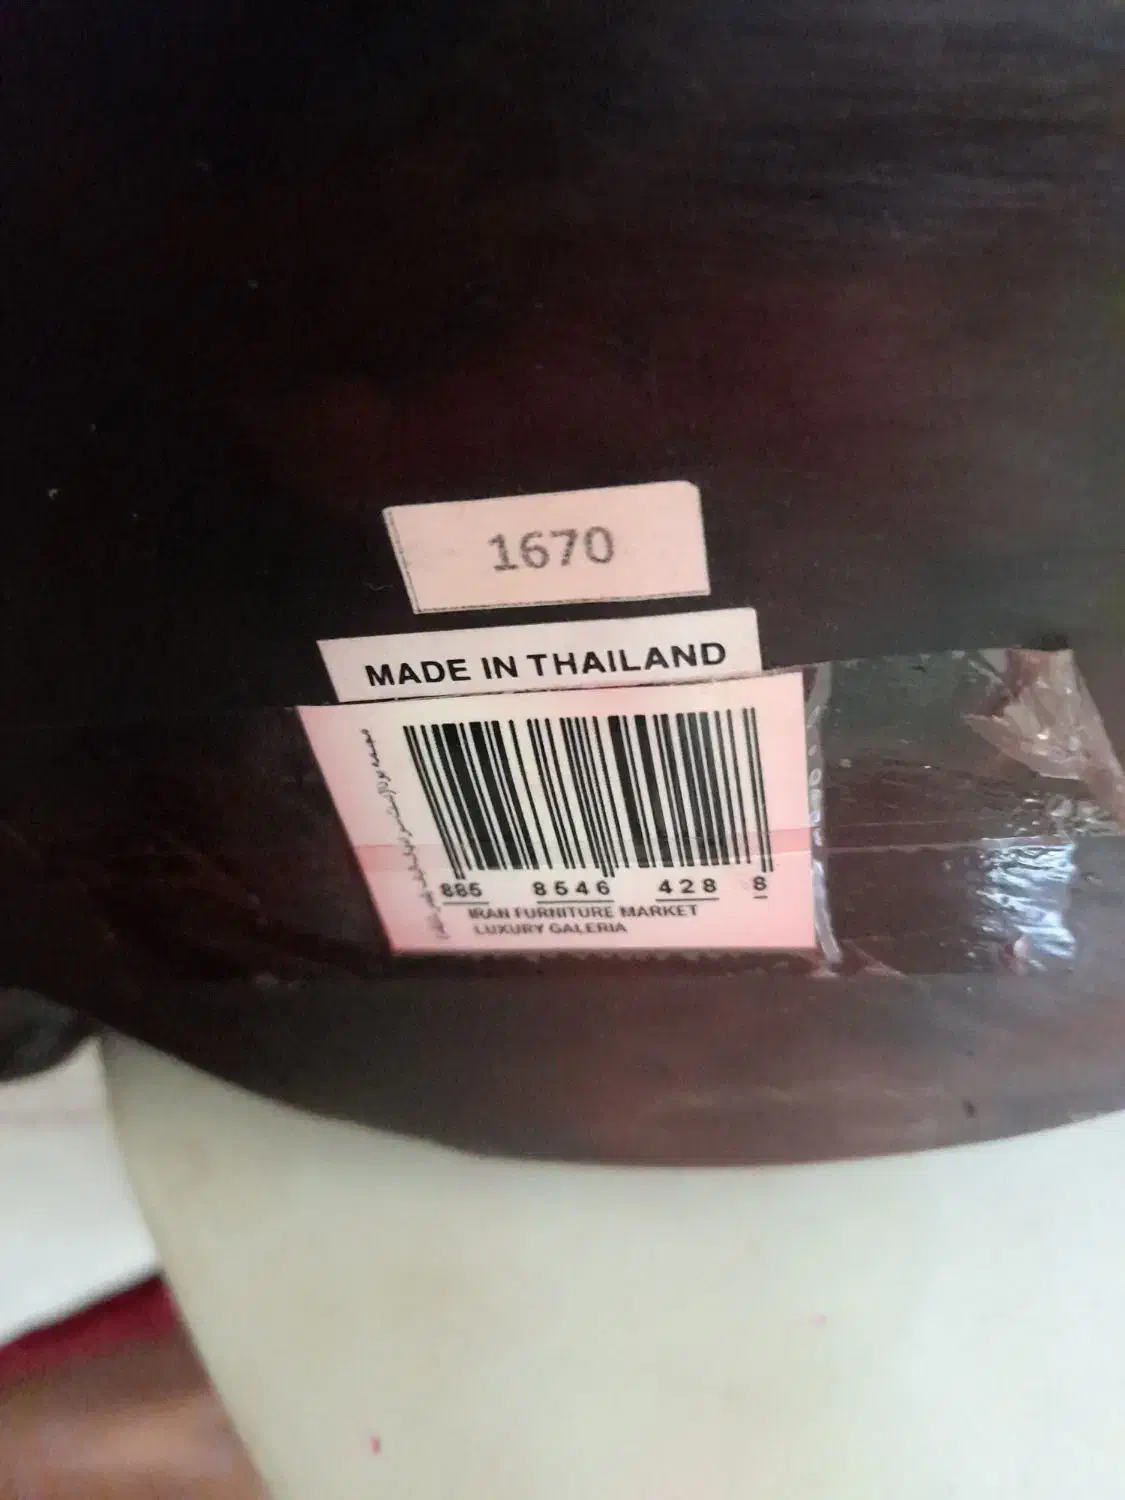 1670
MADE IN THAILAND
885 8546 428 8
IRAN FURNITURE MARKET
LUXURY GALERIA